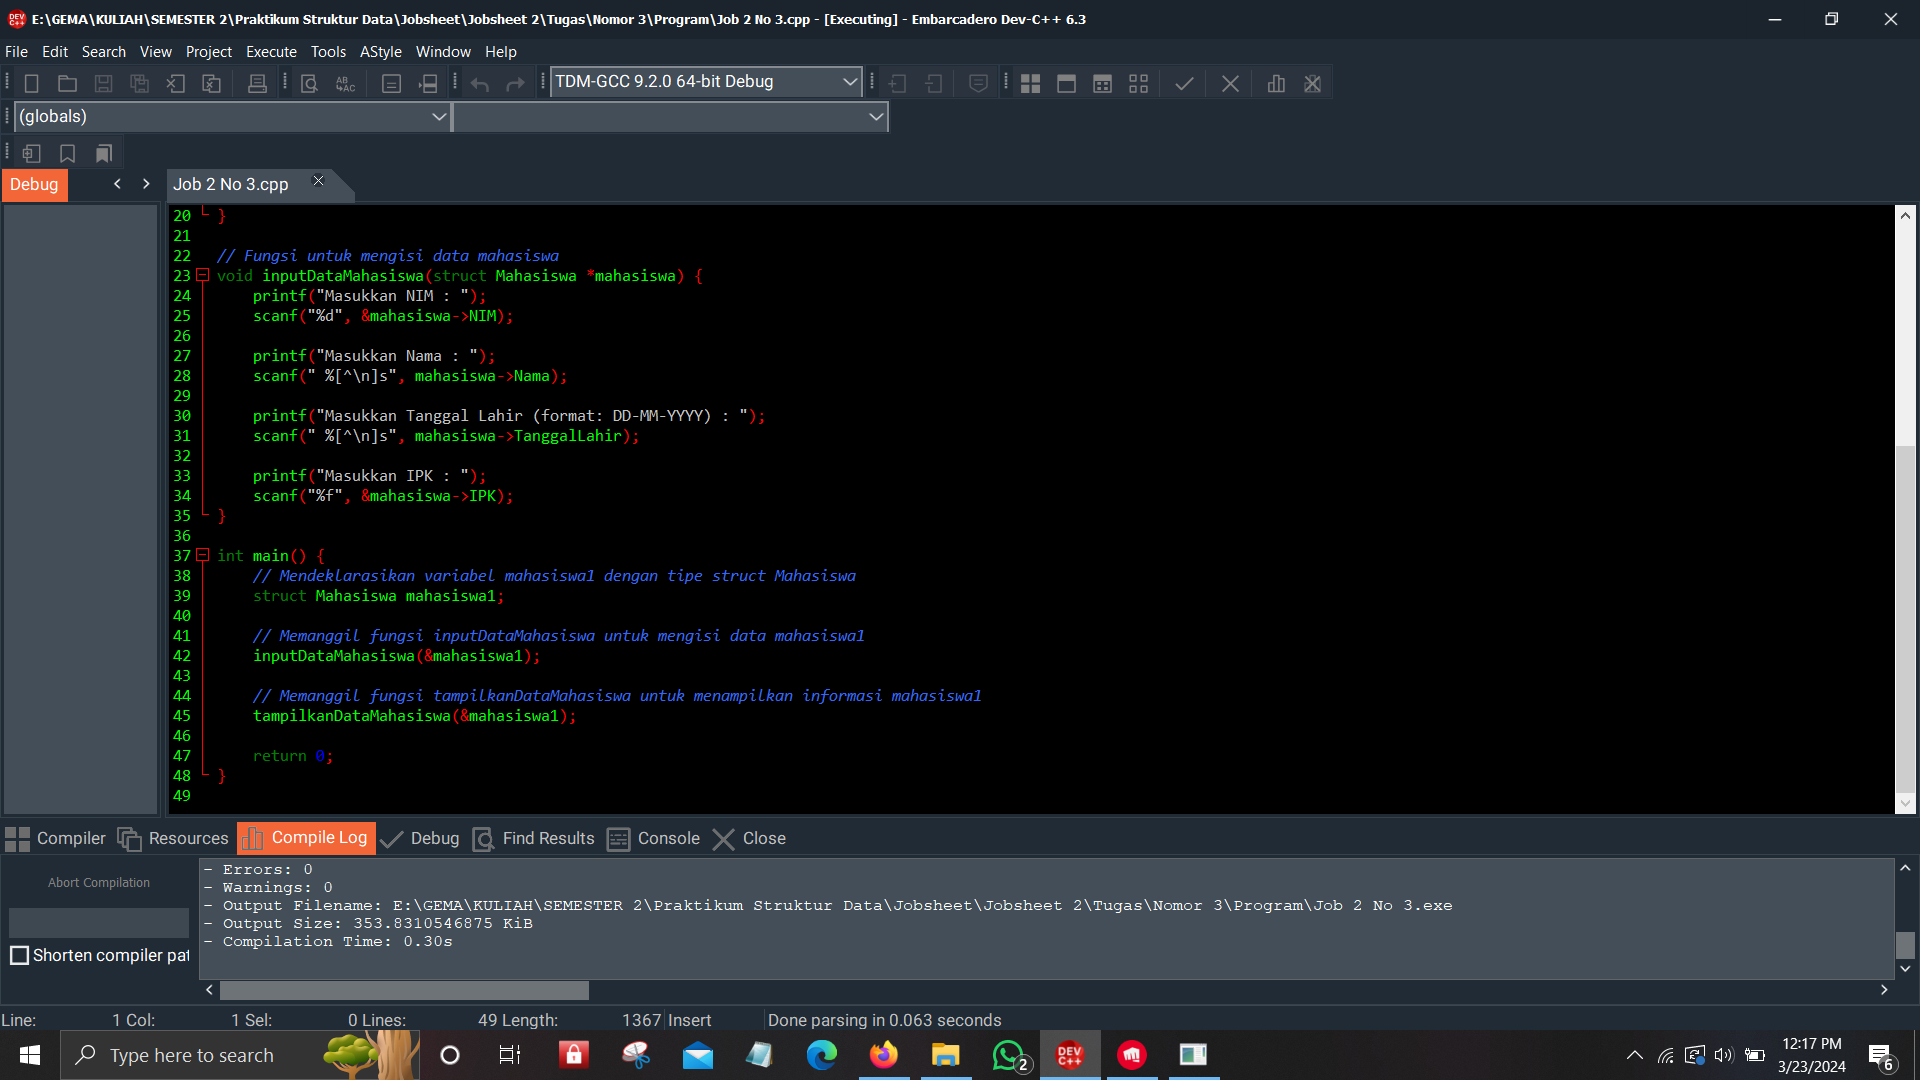 E:\GEMA\KULIAH\SEMESTER 2\Praktikum Struktur Data\Jobsheet\Jobsheet 2\Tugas\Nomor 3\Program\Job 2 No 3.cpp - [Executing] - Embarcadero Dev-C++ 6.3
File Edit Search View Project Execute Tools AStyle Window Help
TDM-GCC 9.2.0 64-bit Debug
(globals)
Debug
Job 2 No 3.cpp
20 }
21
22 // Fungsi untuk mengisi data mahasiswa
23 void inputDataMahasiswa(struct Mahasiswa *mahasiswa) {
24 printf("Masukkan NIM : ");
25 scanf("%d", &mahasiswa->NIM);
26
27 printf("Masukkan Nama : ");
28 scanf(" %[^\n]s", mahasiswa->Nama);
29
30 printf("Masukkan Tanggal Lahir (format: DD-MM-YYYY) : ");
31 scanf(" %[^\n]s", mahasiswa->TanggalLahir);
32
33 printf("Masukkan IPK : ");
34 scanf("%f", &mahasiswa->IPK);
35 }
36
37 int main() {
38 // Mendeklarasikan variabel mahasiswa1 dengan tipe struct Mahasiswa
39 struct Mahasiswa mahasiswa1;
40
41 // Memanggil fungsi inputDataMahasiswa untuk mengisi data mahasiswa1
42 inputDataMahasiswa(&mahasiswa1);
43
44 // Memanggil fungsi tampilkanDataMahasiswa untuk menampilkan informasi mahasiswa1
45 tampilkanDataMahasiswa(&mahasiswa1);
46
47 return 0;
48 }
49
Compiler Resources Compile Log Debug Find Results Console Close
Abort Compilation
Shorten compiler pat
- Errors: 0
- Warnings: 0
- Output Filename: E:\GEMA\KULIAH\SEMESTER 2\Praktikum Struktur Data\Jobsheet\Jobsheet 2\Tugas\Nomor 3\Program\Job 2 No 3.exe
- Output Size: 353.8310546875 KiB
- Compilation Time: 0.30s
Line: 1 Col: 1 Sel: 0 Lines: 49 Length: 1367 Insert Done parsing in 0.063 seconds
Type here to search
2
DEV C++
12:17 PM
3/23/2024
6